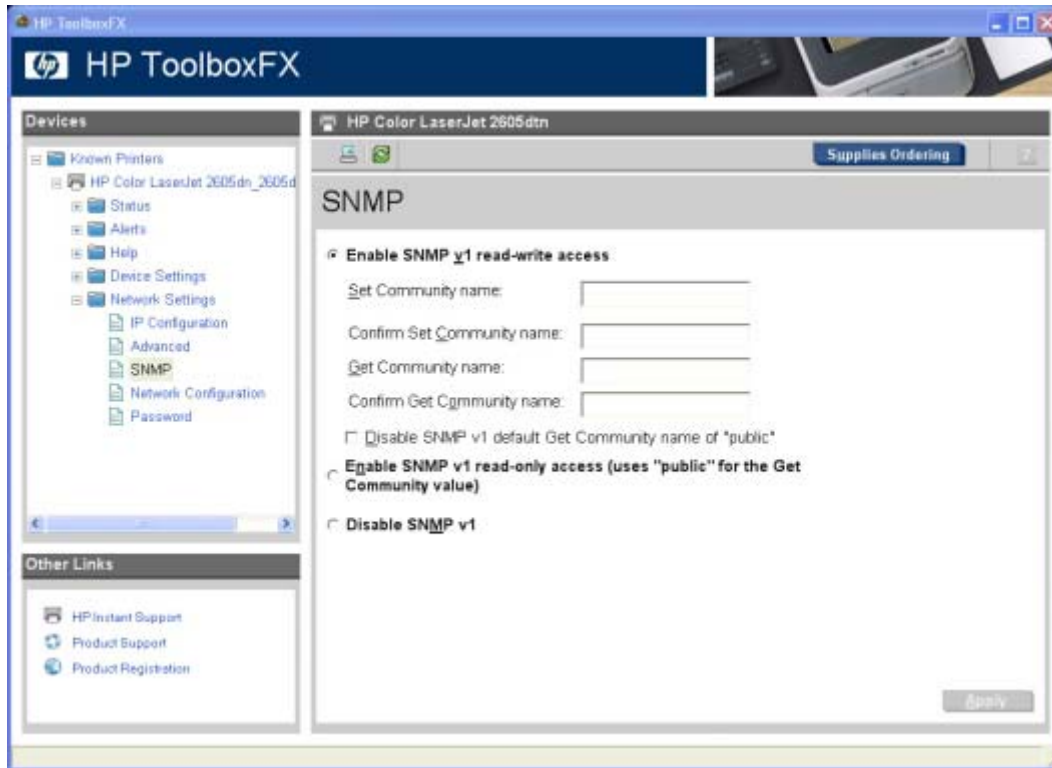 HP ToolboxFX
hp HP ToolboxFX
Devices
Known Printers
HP Color LaserJet 2605dn_2605d
Status
Alerts
Help
Device Settings
Network Settings
IP Configuration
Advanced
SNMP
Network Configuration
Password
Other Links
HP Instant Support
Product Support
Product Registration
HP Color LaserJet 2605dtn
Supplies Ordering
?
SNMP
Enable SNMP v1 read-write access
Set Community name:
Confirm Set Community name:
Get Community name:
Confirm Get Community name:
Disable SNMP v1 default Get Community name of "public"
Enable SNMP v1 read-only access (uses "public" for the Get
Community value)
Disable SNMP v1
Apply